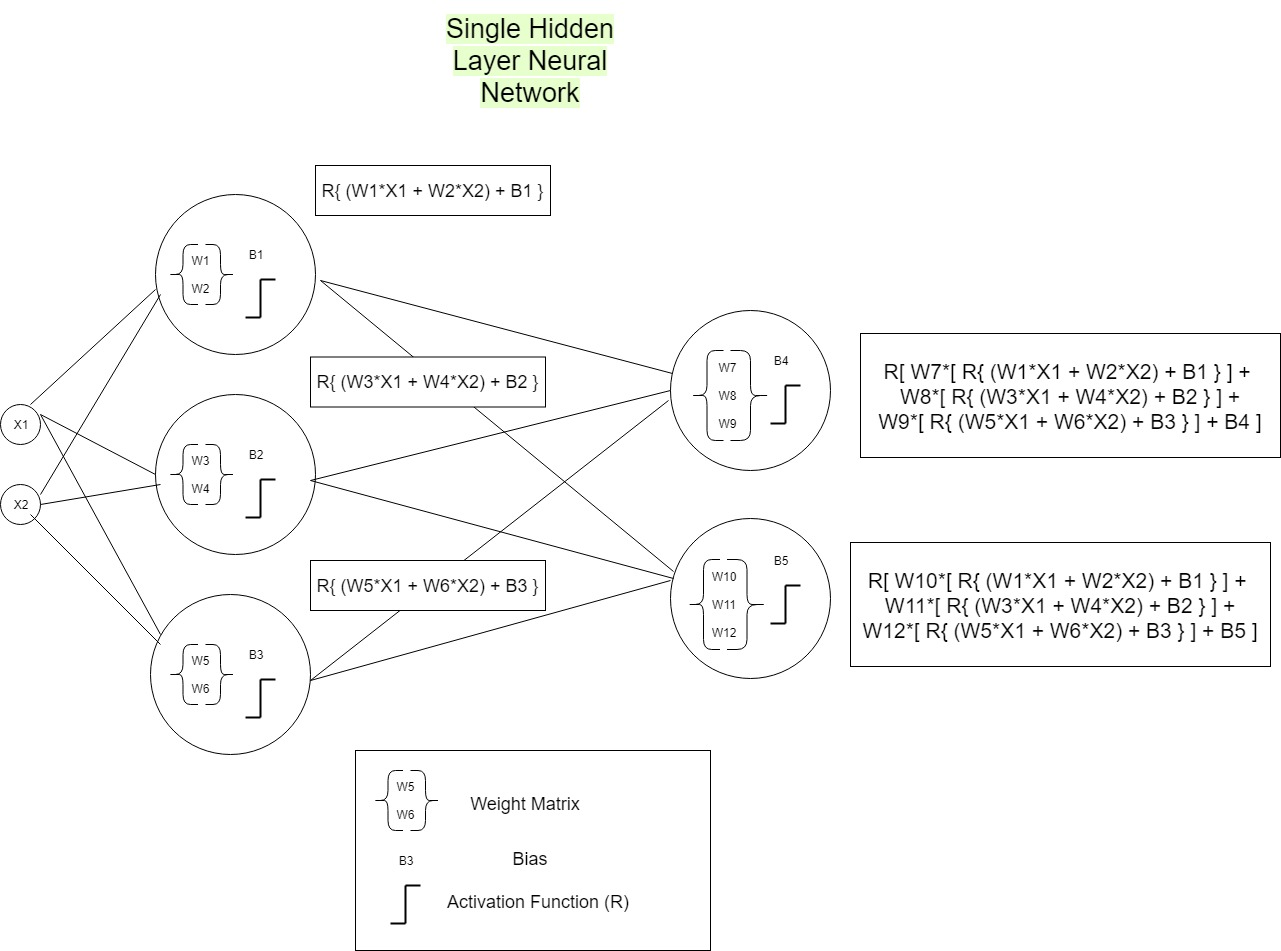 Single Hidden
Layer Neural
Network
R{ (W1*X1 + W2*X2) + B1 }
W1
W2
B1
X1
X2
R{ (W3*X1 + W4*X2) + B2 }
W3
W4
B2
R{ (W5*X1 + W6*X2) + B3 }
W5
W6
B3
W7
W8
W9
B4
R[ W7*[ R{ (W1*X1 + W2*X2) + B1 } ] +
W8*[ R{ (W3*X1 + W4*X2) + B2 } ] +
W9*[ R{ (W5*X1 + W6*X2) + B3 } ] + B4 ]
W10
W11
W12
B5
R[ W10*[ R{ (W1*X1 + W2*X2) + B1 } ] +
W11*[ R{ (W3*X1 + W4*X2) + B2 } ] +
W12*[ R{ (W5*X1 + W6*X2) + B3 } ] + B5 ]
W5
W6
Weight Matrix
B3 Bias
Activation Function (R)